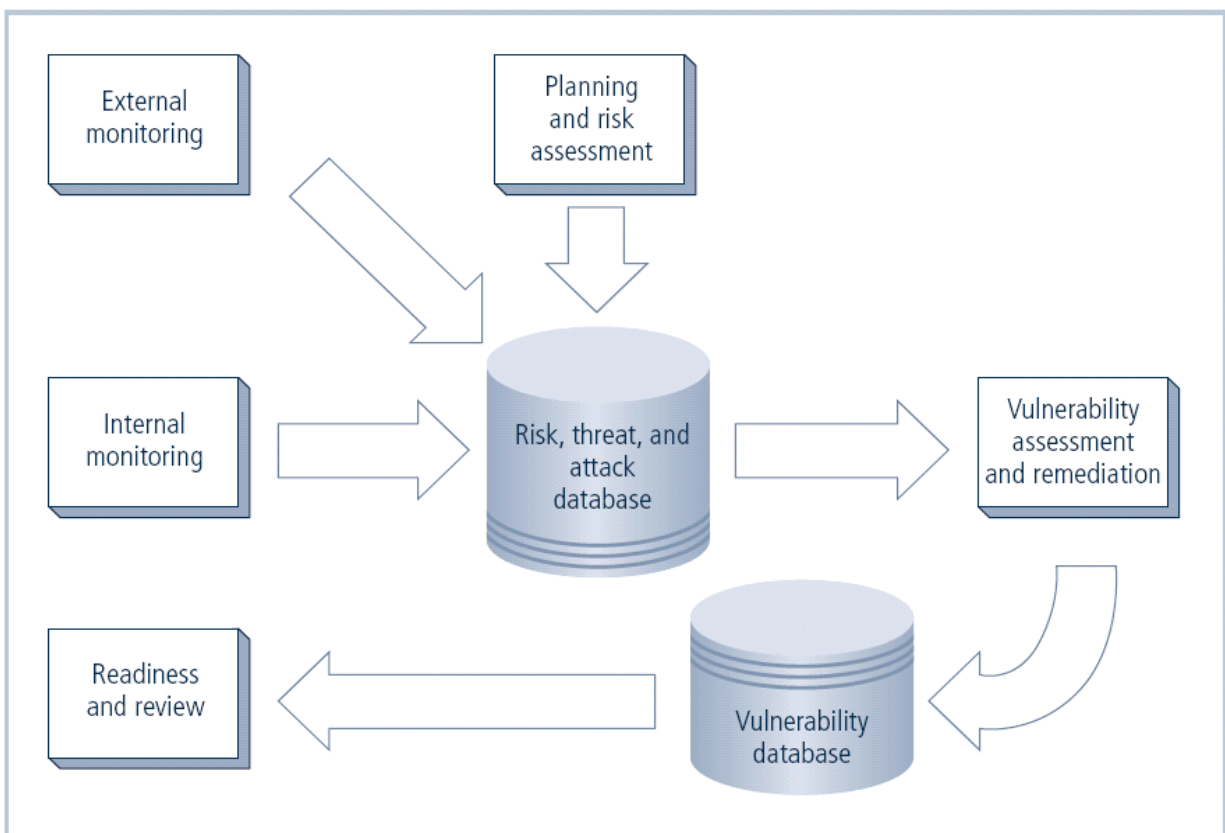 External
monitoring
Planning
and risk
assessment
Internal
monitoring
Risk, threat, and
attack
database
Vulnerability
assessment
and remediation
Readiness
and review
Vulnerability
database